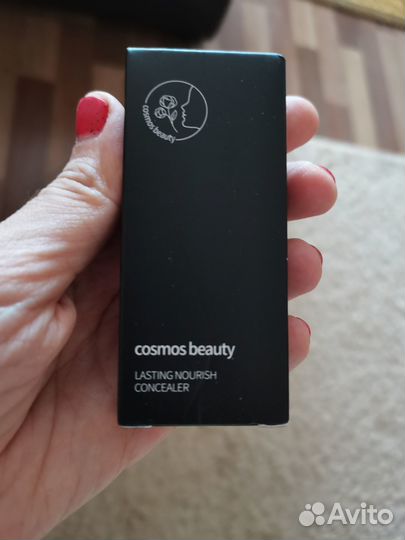 cosmos beauty
cosmos beauty
LASTING NOURISH
CONCEALER
Avito